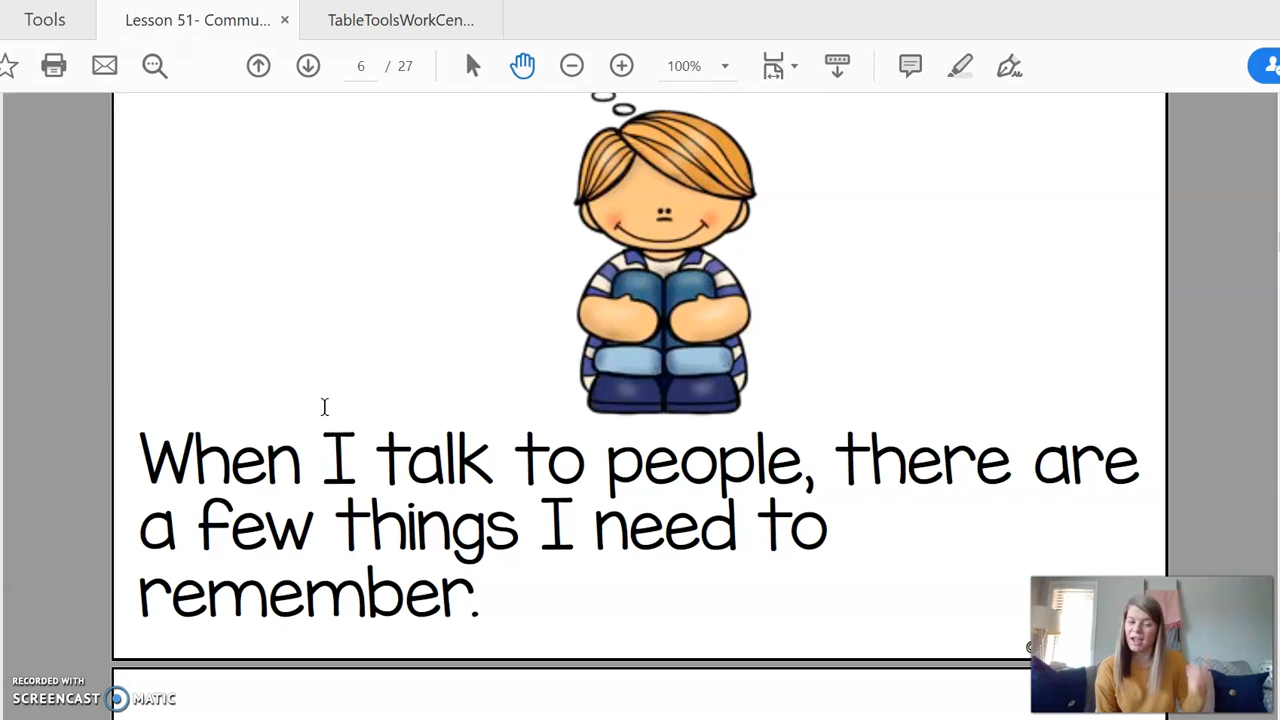 Tools
Lesson 51- Commu...
×
TableToolsWorkCen...
6 / 27
100%
When I talk to people, there are
a few things I need to
remember.
©
RECORDED WITH
SCREENCAST MATIC